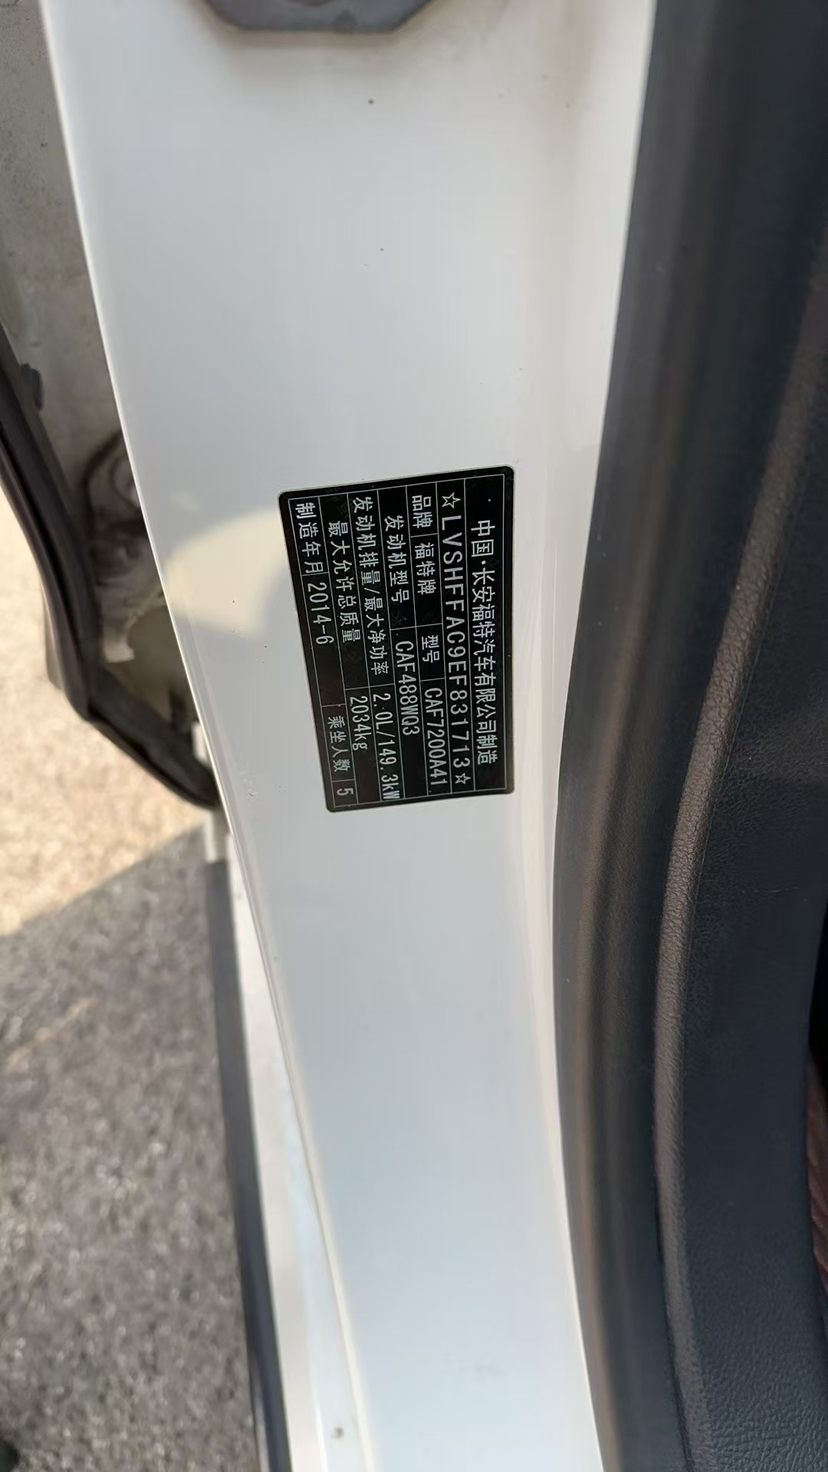 中国·长安福特汽车有限公司制造
☆LVSHFFAC9EF831713☆
品牌 福特牌 型号 CAF7200A41
发动机型号 CAF488WQ3
发动机排量/最大净功率 2.0L/149.3kW
最大允许总质量 2034kg
制造年月 2014-6 乘坐人数 5